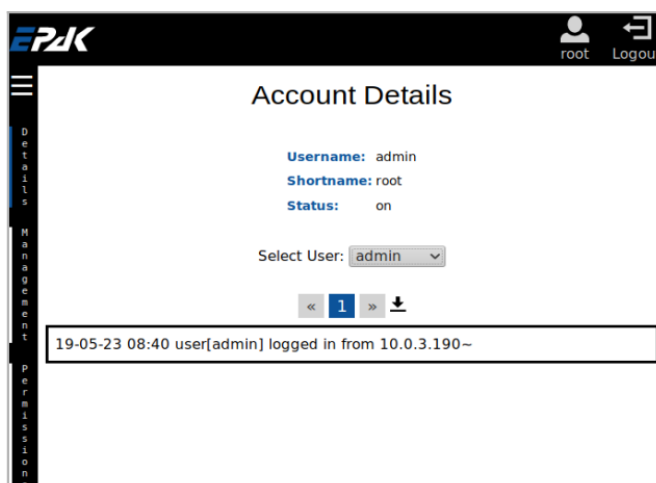 EPdK
root
Logou
Account Details
Details
Management
Permission
Username: admin
Shortname: root
Status: on
Select User: admin
« 1 »
19-05-23 08:40 user[admin] logged in from 10.0.3.190~